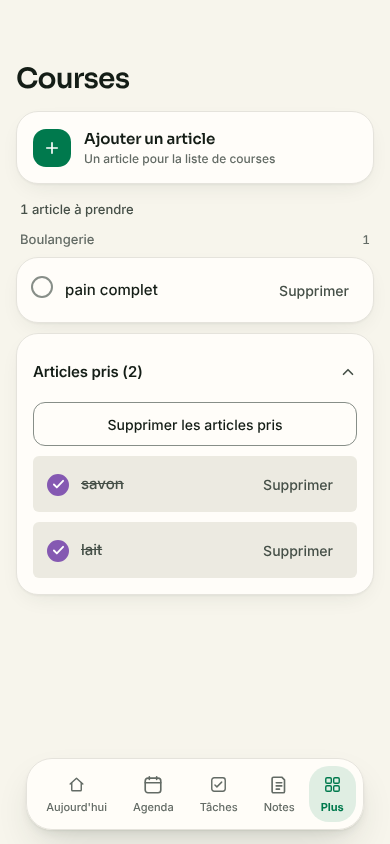 Courses
Ajouter un article
Un article pour la liste de courses
1 article à prendre
Boulangerie 1
pain complet Supprimer
Articles pris (2)
Supprimer les articles pris
savon Supprimer
lait Supprimer
Aujourd'hui Agenda Tâches Notes Plus